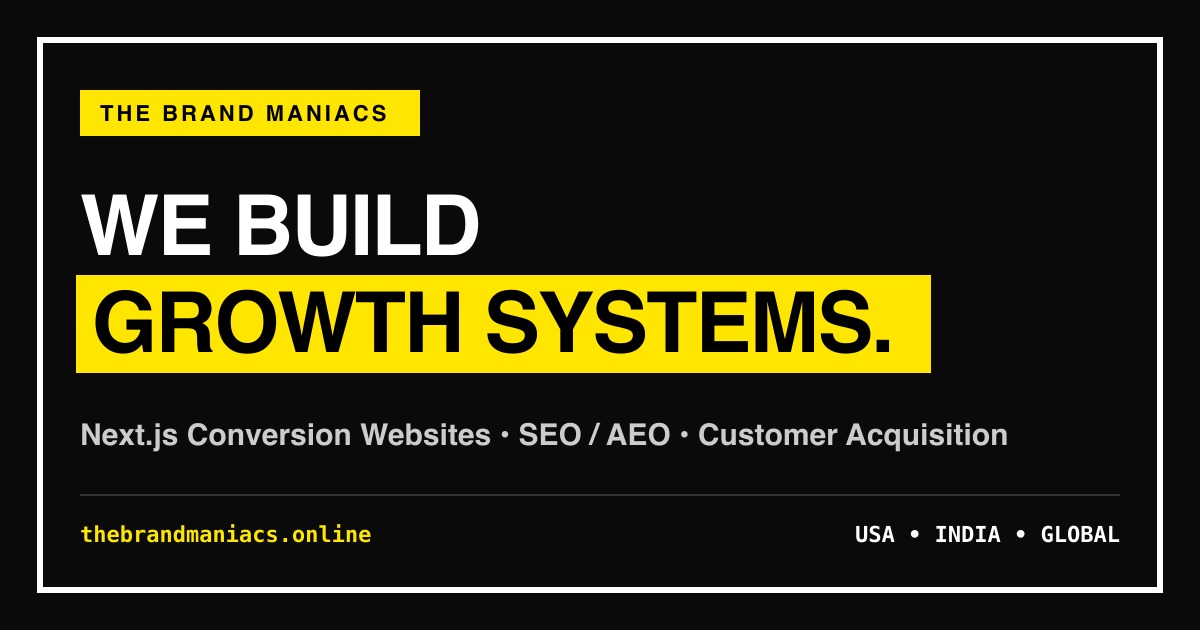 THE BRAND MANIACS
WE BUILD
GROWTH SYSTEMS.
Next.js Conversion Websites • SEO / AEO • Customer Acquisition
thebrandmaniacs.online
USA • INDIA • GLOBAL